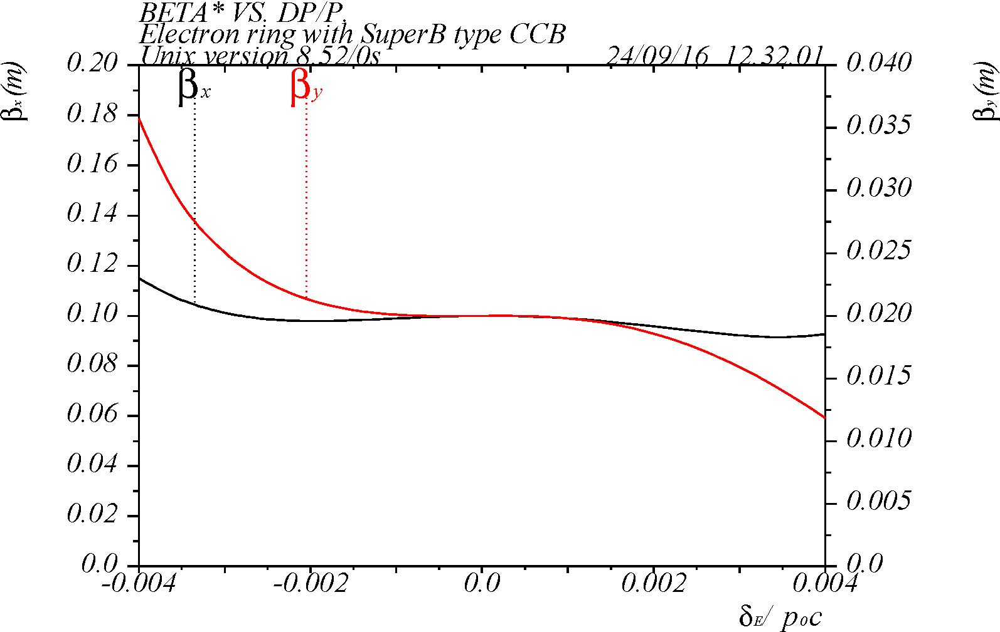 BETA* VS. DP/P,
Electron ring with SuperB type CCB
Unix version 8.52/0s 24/09/16 12.32.01
βx (m)
0.20
0.18
0.16
0.14
0.12
0.10
0.08
0.06
0.04
0.02
0.0
βx
βy
0.040
0.035
0.030
0.025
0.020
0.015
0.010
0.005
0.0
βy (m)
-0.004 -0.002 0.0 0.002 0.004
δE/ p0c